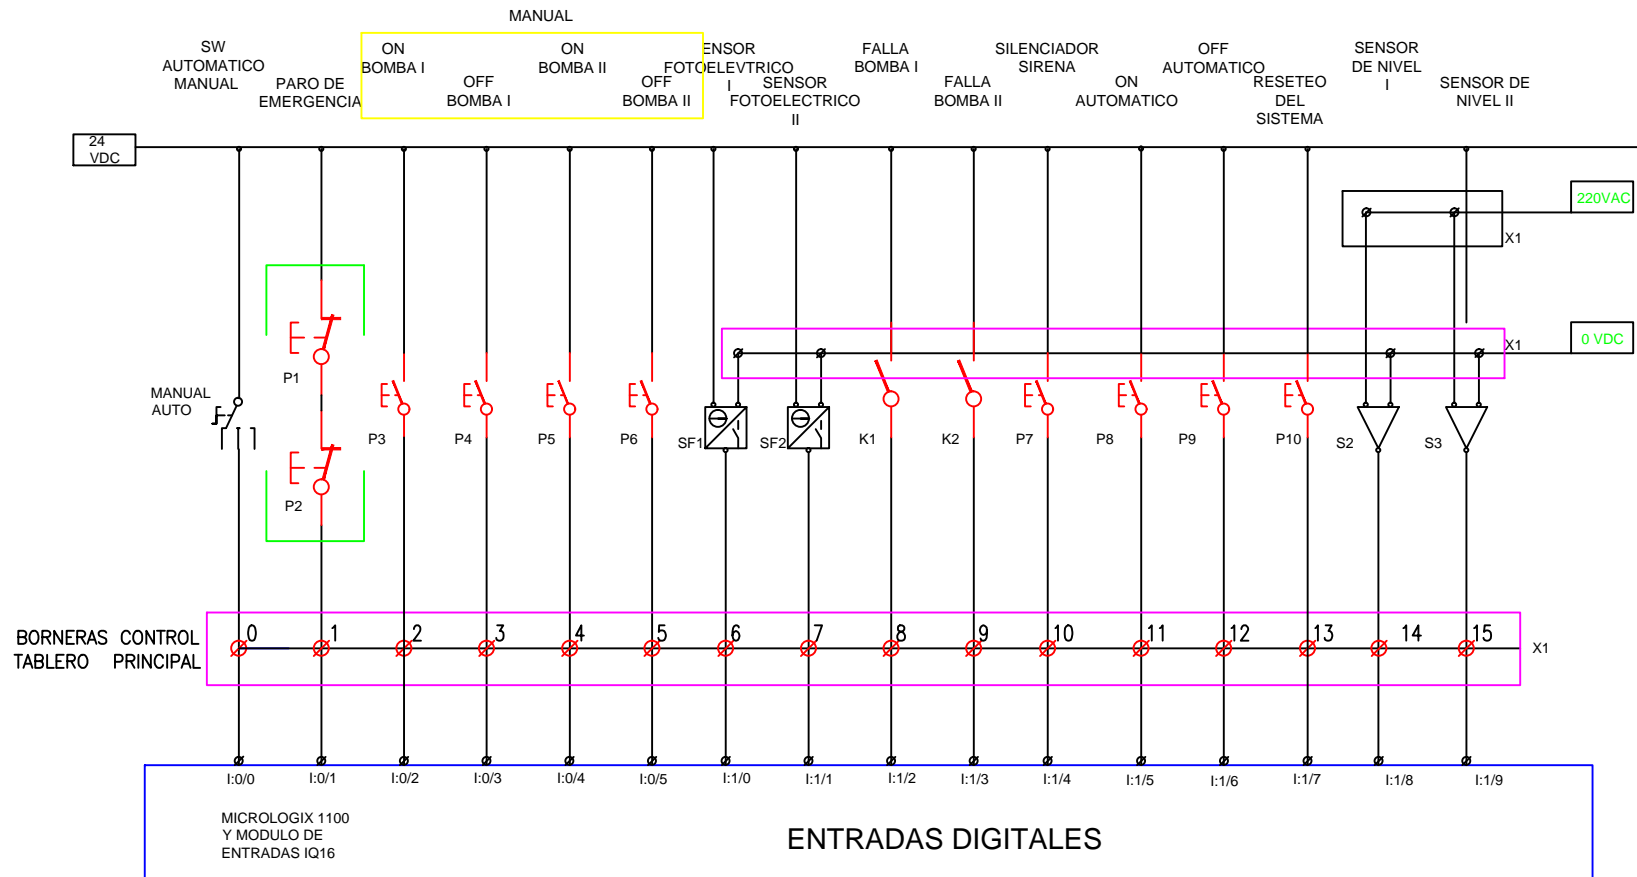 MANUAL
SW
AUTOMATICO
MANUAL
PARO DE
EMERGENCIA
ON
BOMBA I
OFF
BOMBA I
ON
BOMBA II
OFF
BOMBA II
ENSOR
FOTOELEVTRICO
I
SENSOR
FOTOELECTRICO
II
FALLA
BOMBA I
FALLA
BOMBA II
SILENCIADOR
SIRENA
ON
AUTOMATICO
OFF
AUTOMATICO
RESETEO
DEL
SISTEMA
SENSOR
DE NIVEL
I
SENSOR DE
NIVEL II
24
VDC
220VAC
X1
0 VDC
X1
MANUAL
AUTO
P1
P2
P3 P4 P5 P6 SF1 SF2 K1 K2 P7 P8 P9 P10 S2 S3
BORNERAS CONTROL
TABLERO PRINCIPAL
0 1 2 3 4 5 6 7 8 9 10 11 12 13 14 15
X1
I:0/0 I:0/1 I:0/2 I:0/3 I:0/4 I:0/5 I:1/0 I:1/1 I:1/2 I:1/3 I:1/4 I:1/5 I:1/6 I:1/7 I:1/8 I:1/9
MICROLOGIX 1100
Y MODULO DE
ENTRADAS IQ16
ENTRADAS DIGITALES